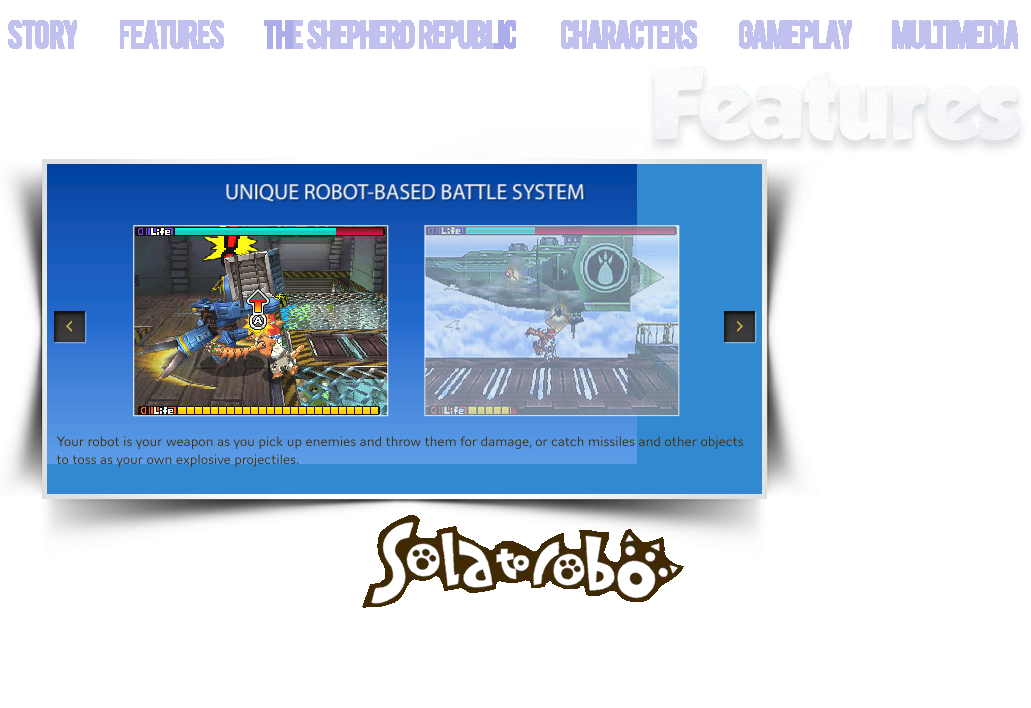 STORY FEATURES THE SHEPHERD REPUBLIC CHARACTERS GAMEPLAY MULTIMEDIA
Features
UNIQUE ROBOT-BASED BATTLE SYSTEM
Life
Life
A
Life
Life
Your robot is your weapon as you pick up enemies and throw them for damage, or catch missiles and other objects
to toss as your own explosive projectiles.
Solatorobo